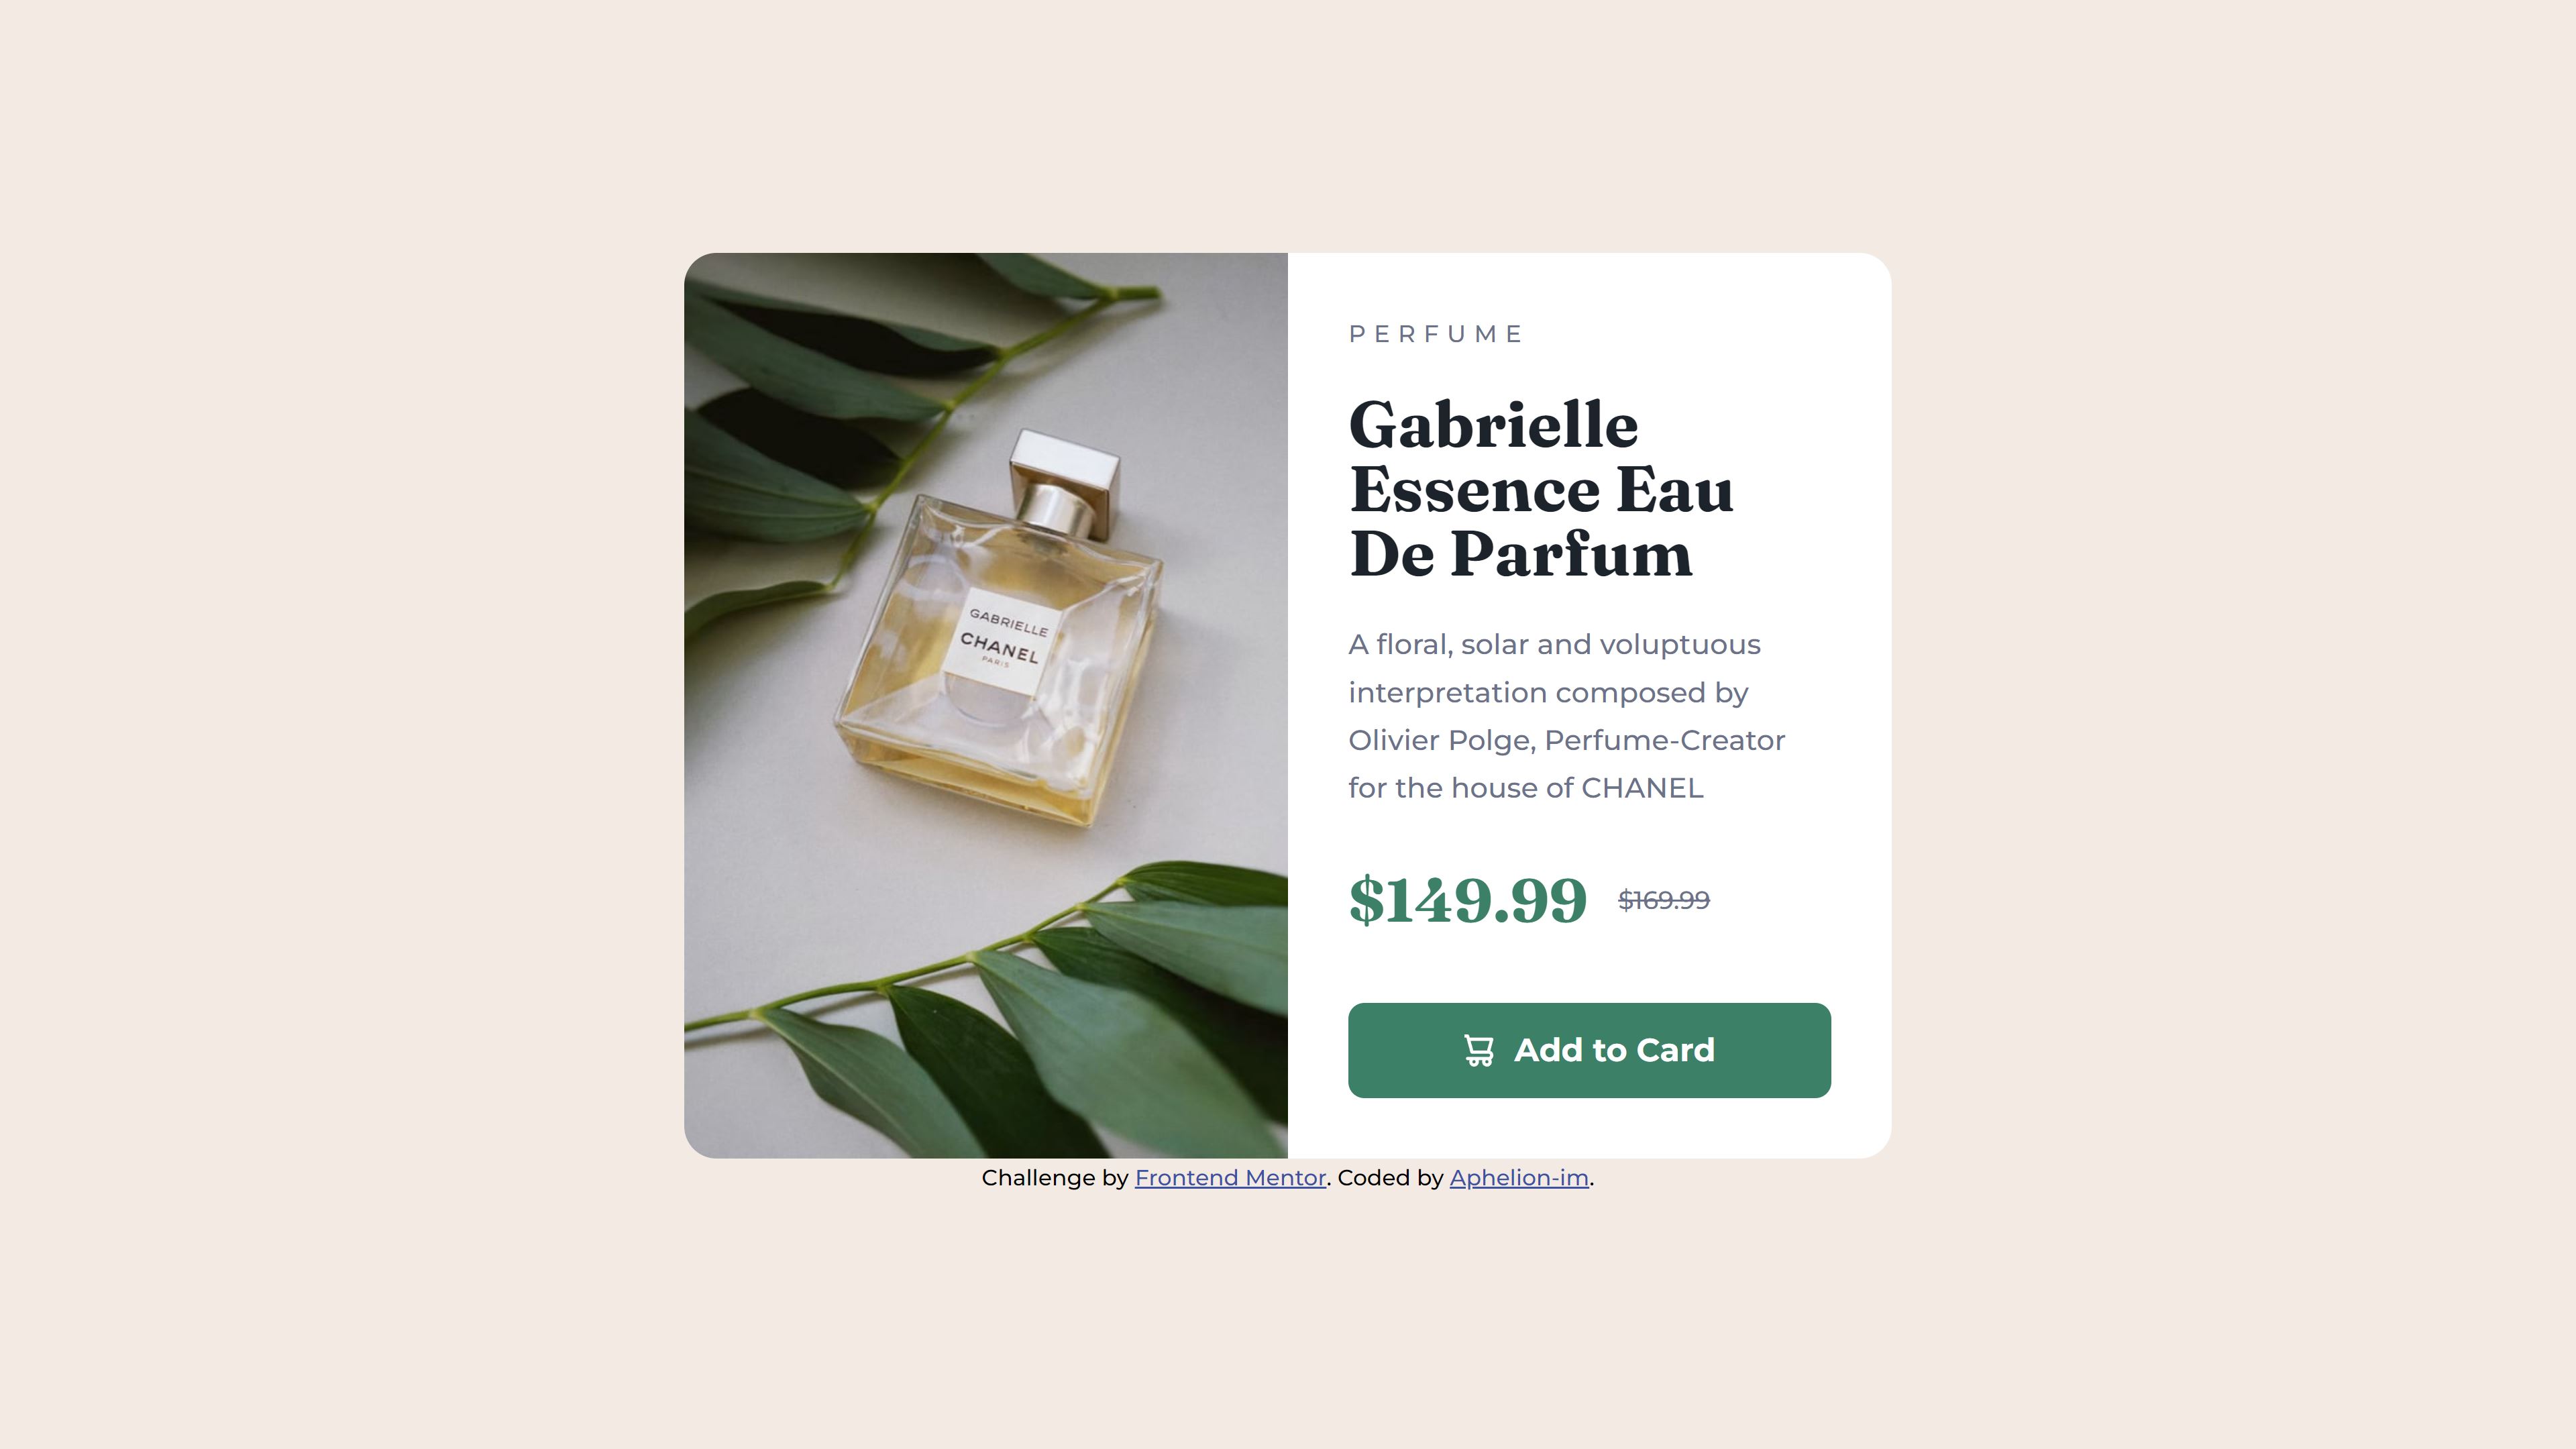 GABRIELLE
CHANEL
PARIS
PERFUME
Gabrielle
Essence Eau
De Parfum
A floral, solar and voluptuous
interpretation composed by
Olivier Polge, Perfume-Creator
for the house of CHANEL
$149.99 $169.99
Add to Card
Challenge by Frontend Mentor. Coded by Aphelion-im.